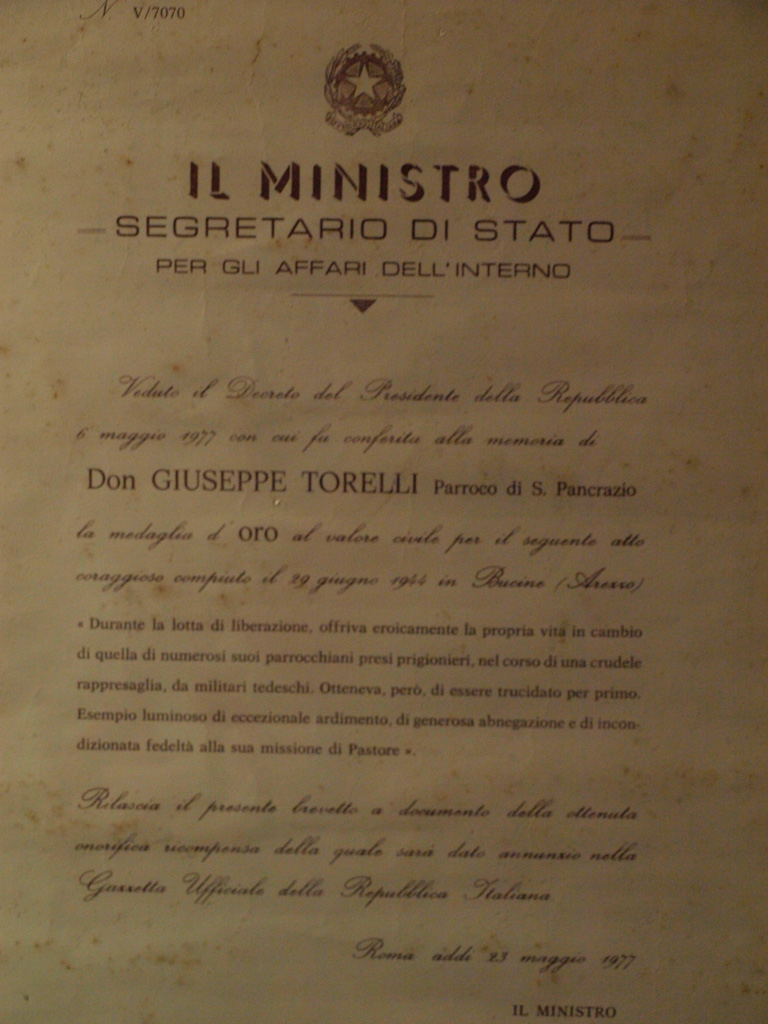 N. V/7070
IL MINISTRO
SEGRETARIO DI STATO
PER GLI AFFARI DELL'INTERNO
Veduto il Decreto del Presidente della Repubblica
6 maggio 1977 con cui fu conferita alla memoria di
Don GIUSEPPE TORELLI Parroco di S. Pancrazio
la medaglia d'oro al valore civile per il seguente atto
coraggioso compiuto il 29 giugno 1944 in Bucine (Arezzo)
« Durante la lotta di liberazione, offriva eroicamente la propria vita in cambio
di quella di numerosi suoi parrocchiani presi prigionieri, nel corso di una crudele
rappresaglia, da militari tedeschi. Otteneva, però, di essere trucidato per primo.
Esempio luminoso di eccezionale ardimento, di generosa abnegazione e di incon-
dizionata fedeltà alla sua missione di Pastore ».
Rilascia il presente brevetto a documento della ottenuta
onorifica ricompensa della quale sarà dato annunzio nella
Gazzetta Ufficiale della Repubblica Italiana
Roma addì 23 maggio 1977
IL MINISTRO